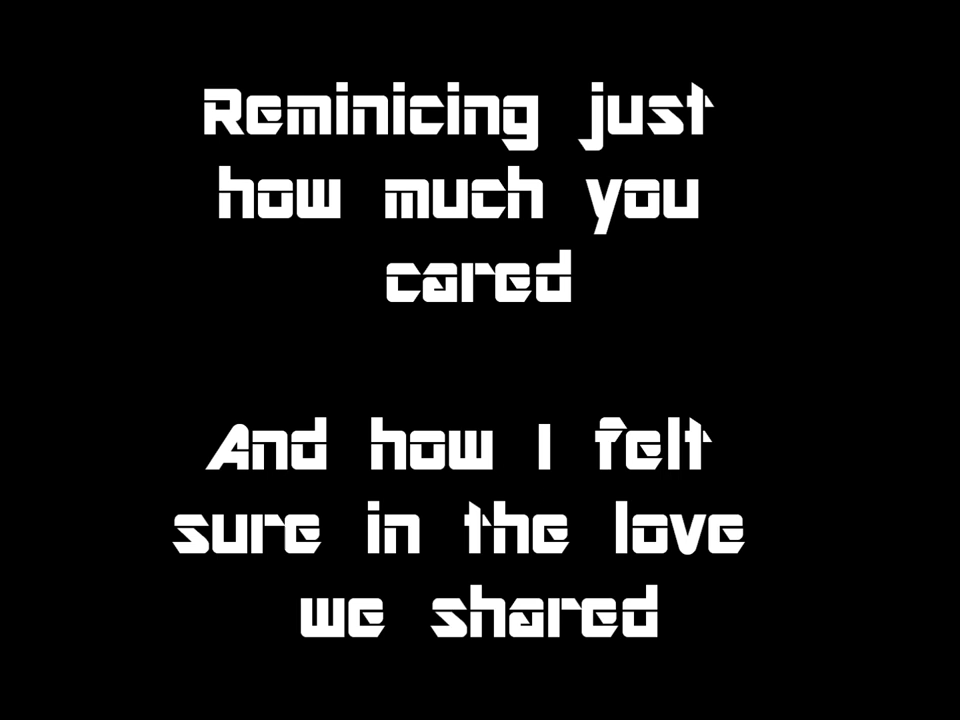 Reminicing just
how much you
cared
And how I felt
sure in the love
we shared